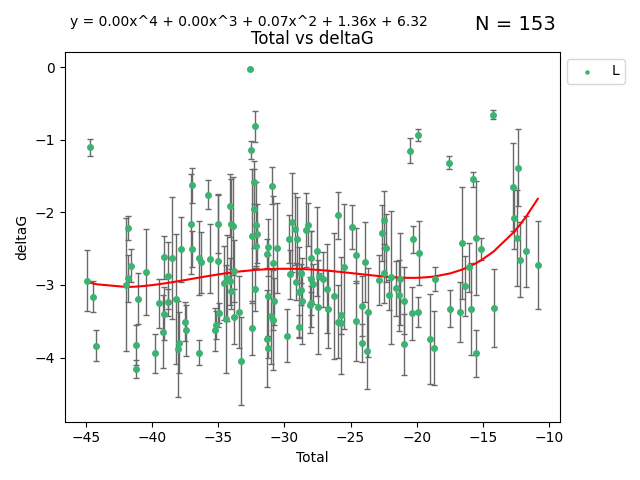 y = 0.00x^4 + 0.00x^3 + 0.07x^2 + 1.36x + 6.32
N = 153
Total vs deltaG
L
deltaG
0
−1
−2
−3
−4
−45 −40 −35 −30 −25 −20 −15 −10
Total